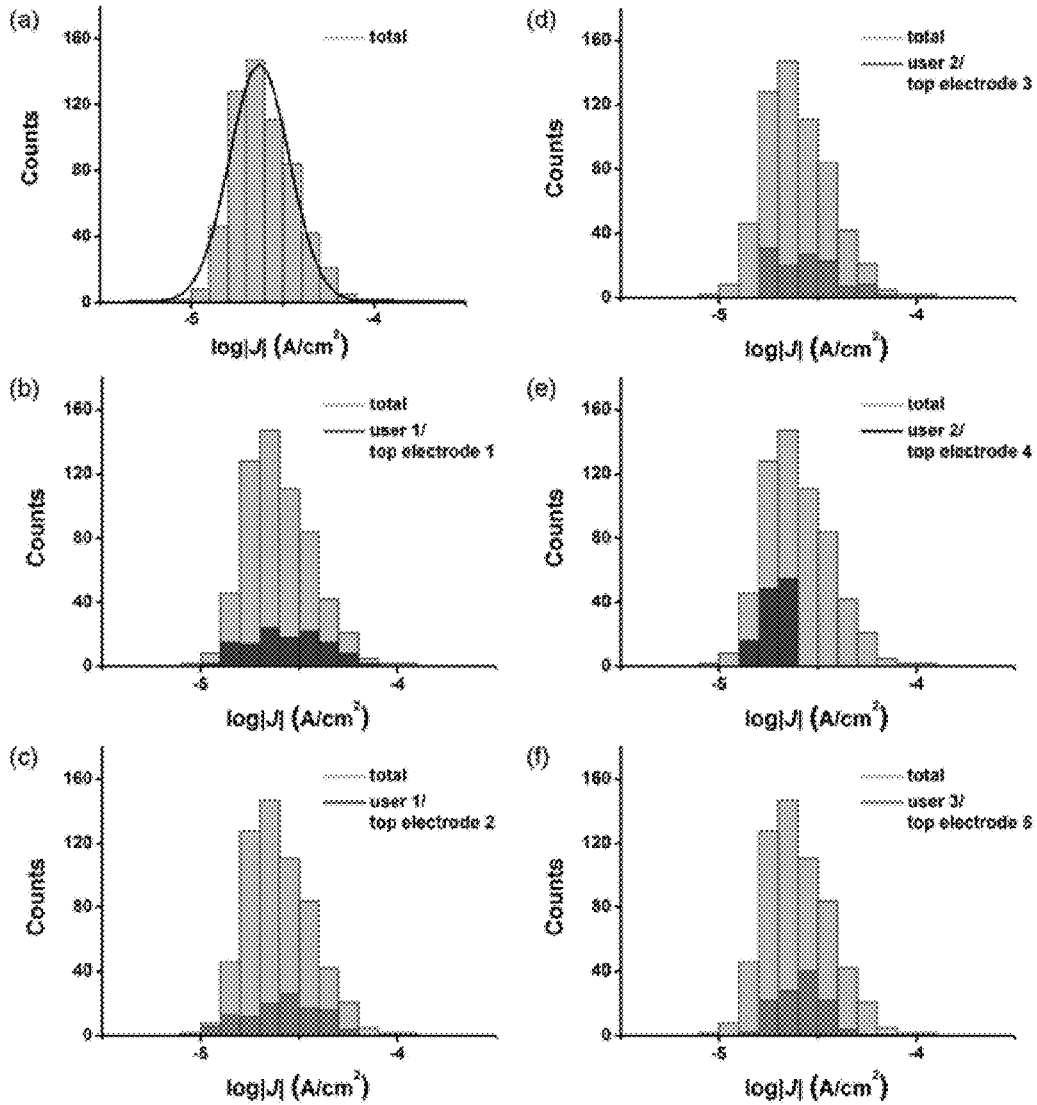 (a)
160
120
80
40
0
Counts
total
-5
-4
log|J| (A/cm²)
(b)
160
120
80
40
0
Counts
total
user 1/
top electrode 1
-5
-4
log|J| (A/cm²)
(c)
160
120
80
40
0
Counts
total
user 1/
top electrode 2
-5
-4
log|J| (A/cm²)
(d)
160
120
80
40
0
Counts
total
user 2/
top electrode 3
-5
-4
log|J| (A/cm²)
(e)
160
120
80
40
0
Counts
total
user 2/
top electrode 4
-5
-4
log|J| (A/cm²)
(f)
160
120
80
40
0
Counts
total
user 3/
top electrode 5
-5
-4
log|J| (A/cm²)